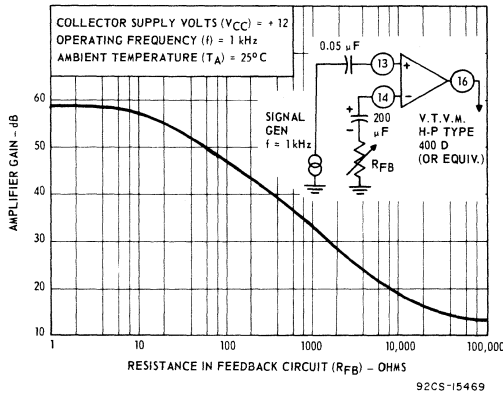 COLLECTOR SUPPLY VOLTS (VCC) = +12
OPERATING FREQUENCY (f) = 1 kHz
AMBIENT TEMPERATURE (TA) = 25°C
0.05 μF
13
+
16
14
−
+
200
μF
−
SIGNAL
GEN
f = 1kHz
RFB
V.T.V.M.
H-P TYPE
400 D
(OR EQUIV.)
AMPLIFIER GAIN – dB
60
50
40
30
20
10
1
10
100
1000
10,000
100,000
RESISTANCE IN FEEDBACK CIRCUIT (RFB) – OHMS
92CS-15469